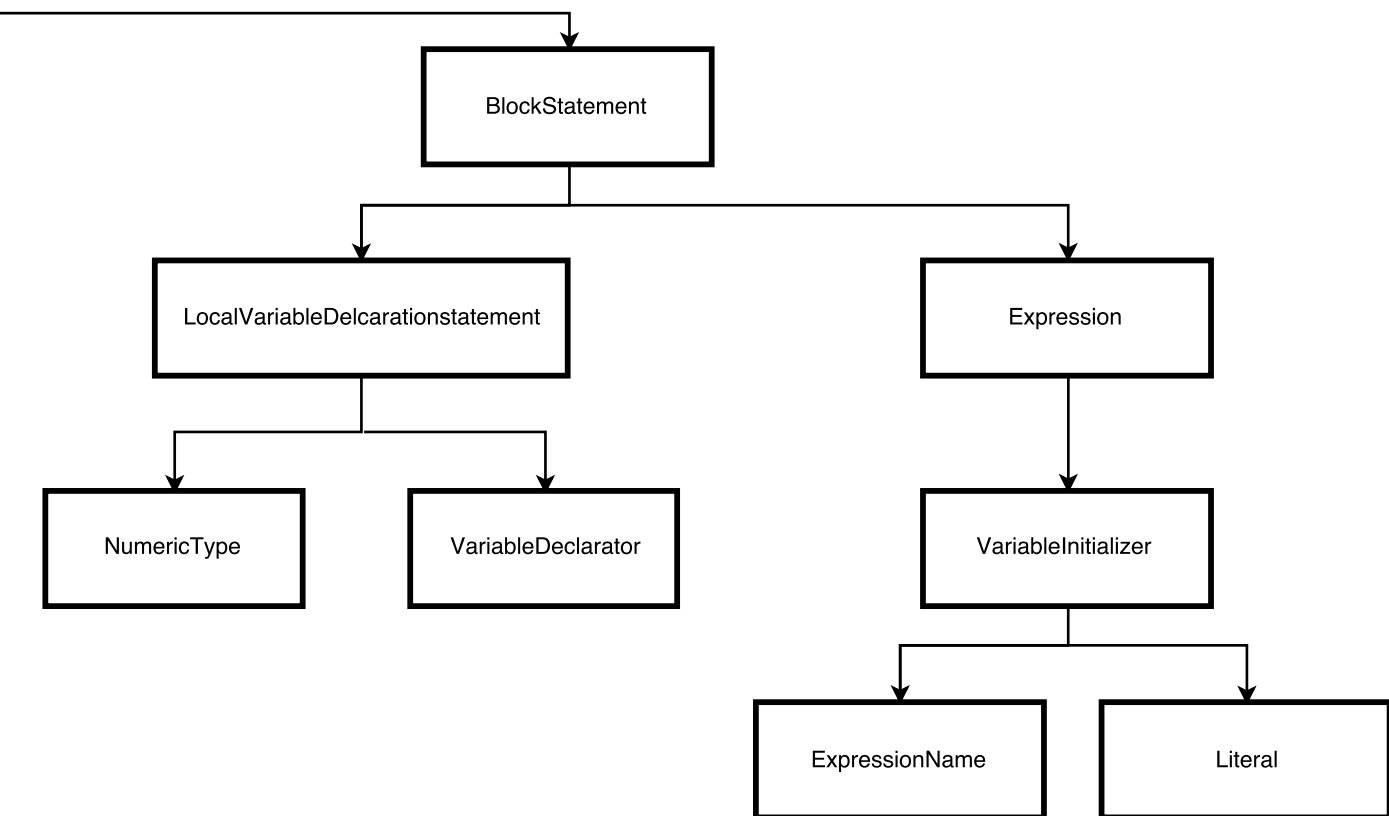 BlockStatement
LocalVariableDelcarationstatement
Expression
NumericType
VariableDeclarator
VariableInitializer
ExpressionName
Literal